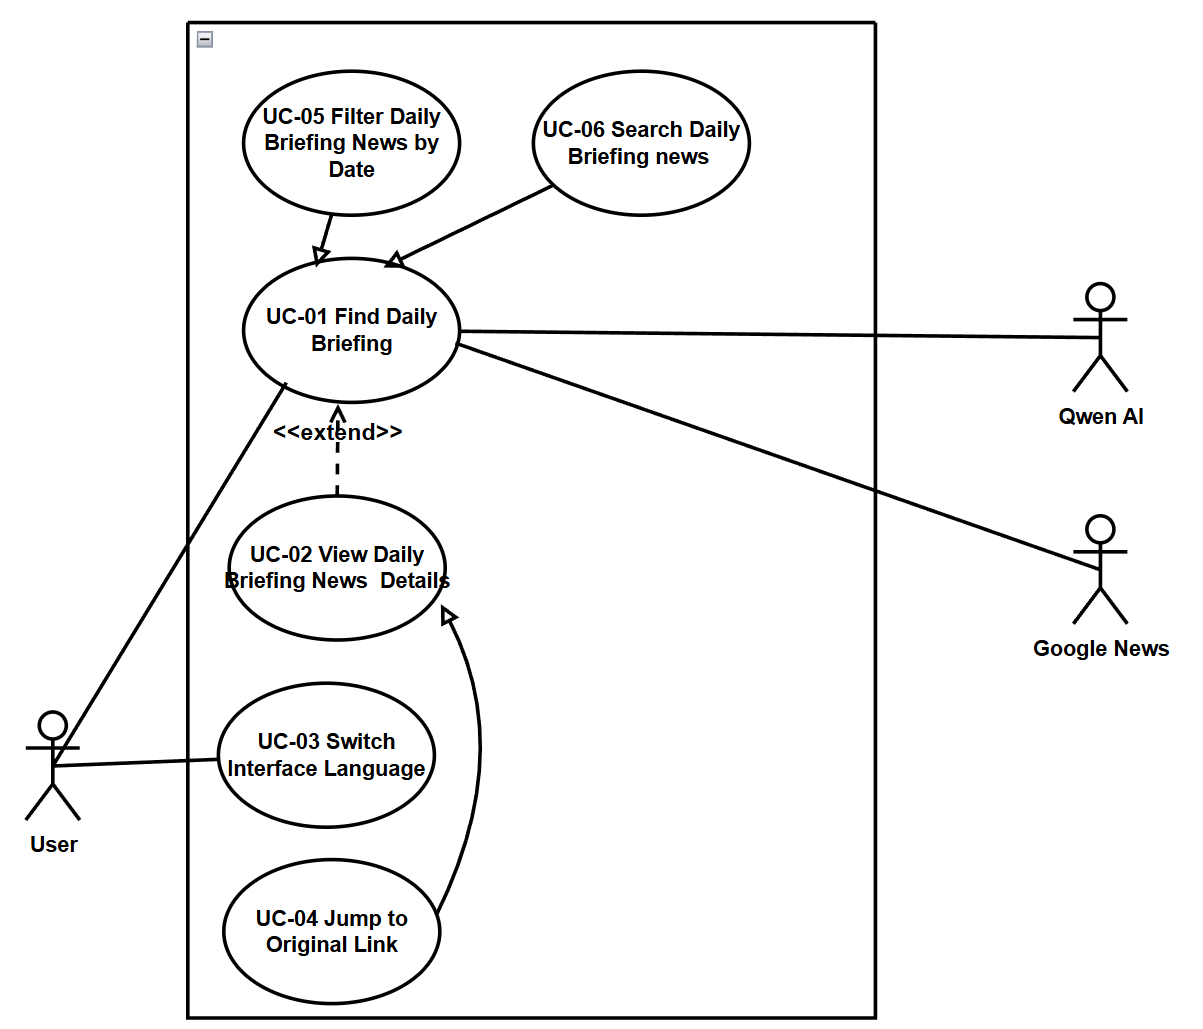 UC-05 Filter Daily
Briefing News by
Date
UC-06 Search Daily
Briefing news
UC-01 Find Daily
Briefing
<<extend>>
UC-02 View Daily
Briefing News  Details
UC-03 Switch
Interface Language
UC-04 Jump to
Original Link
User
Qwen AI
Google News